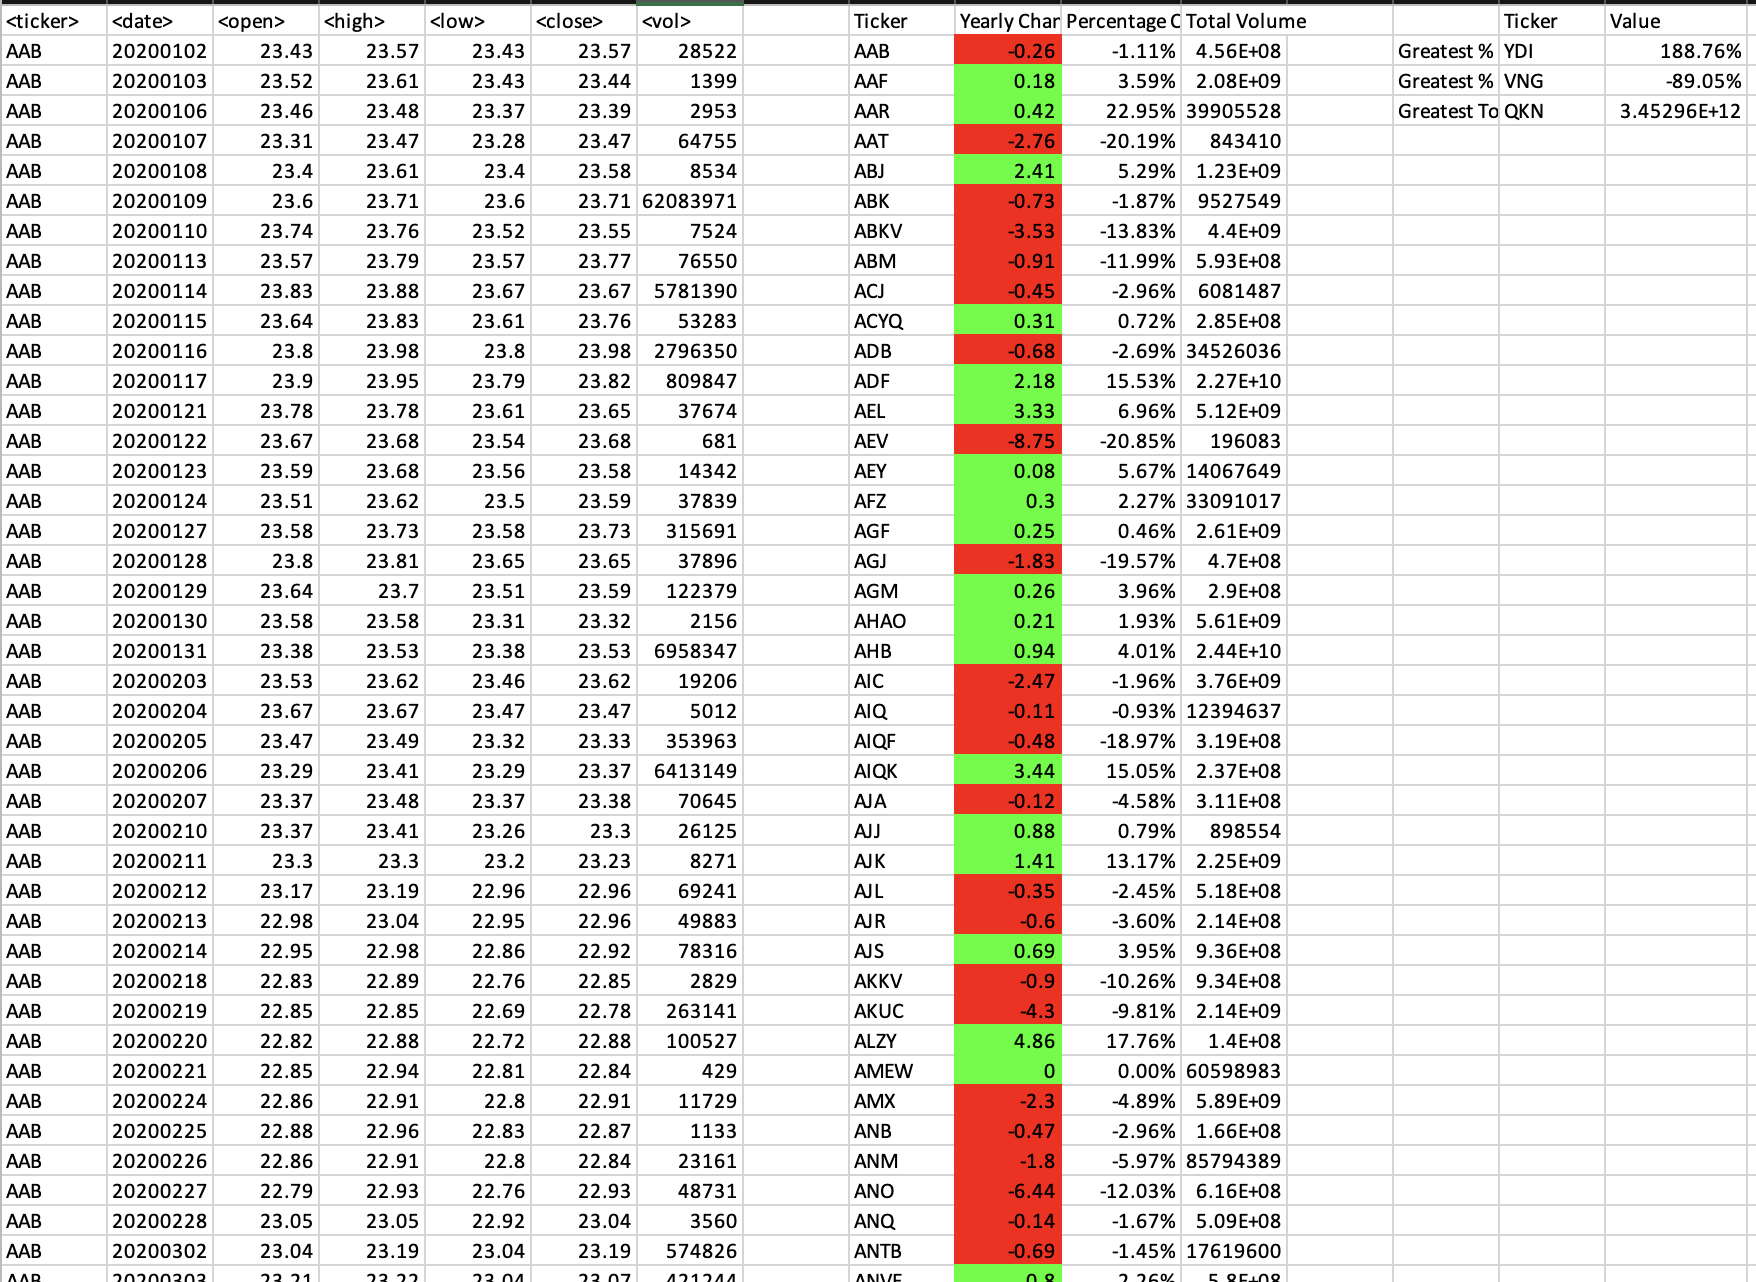 <ticker> <date> <open> <high> <low> <close> <vol> Ticker Yearly Char Percentage C Total Volume Ticker Value
AAB 20200102 23.43 23.57 23.43 23.57 28522 AAB -0.26 -1.11% 4.56E+08 Greatest % YDI 188.76%
AAB 20200103 23.52 23.61 23.43 23.44 1399 AAF 0.18 3.59% 2.08E+09 Greatest % VNG -89.05%
AAB 20200106 23.46 23.48 23.37 23.39 2953 AAR 0.42 22.95% 39905528 Greatest To QKN 3.45296E+12
AAB 20200107 23.31 23.47 23.28 23.47 64755 AAT -2.76 -20.19% 843410
AAB 20200108 23.4 23.61 23.4 23.58 8534 ABJ 2.41 5.29% 1.23E+09
AAB 20200109 23.6 23.71 23.6 23.71 62083971 ABK -0.73 -1.87% 9527549
AAB 20200110 23.74 23.76 23.52 23.55 7524 ABKV -3.53 -13.83% 4.4E+09
AAB 20200113 23.57 23.79 23.57 23.77 76550 ABM -0.91 -11.99% 5.93E+08
AAB 20200114 23.83 23.88 23.67 23.67 5781390 ACJ -0.45 -2.96% 6081487
AAB 20200115 23.64 23.83 23.61 23.76 53283 ACYQ 0.31 0.72% 2.85E+08
AAB 20200116 23.8 23.98 23.8 23.98 2796350 ADB -0.68 -2.69% 34526036
AAB 20200117 23.9 23.95 23.79 23.82 809847 ADF 2.18 15.53% 2.27E+10
AAB 20200121 23.78 23.78 23.61 23.65 37674 AEL 3.33 6.96% 5.12E+09
AAB 20200122 23.67 23.68 23.54 23.68 681 AEV -8.75 -20.85% 196083
AAB 20200123 23.59 23.68 23.56 23.58 14342 AEY 0.08 5.67% 14067649
AAB 20200124 23.51 23.62 23.5 23.59 37839 AFZ 0.3 2.27% 33091017
AAB 20200127 23.58 23.73 23.58 23.73 315691 AGF 0.25 0.46% 2.61E+09
AAB 20200128 23.8 23.81 23.65 23.65 37896 AGJ -1.83 -19.57% 4.7E+08
AAB 20200129 23.64 23.7 23.51 23.59 122379 AGM 0.26 3.96% 2.9E+08
AAB 20200130 23.58 23.58 23.31 23.32 2156 AHAO 0.21 1.93% 5.61E+09
AAB 20200131 23.38 23.53 23.38 23.53 6958347 AHB 0.94 4.01% 2.44E+10
AAB 20200203 23.53 23.62 23.46 23.62 19206 AIC -2.47 -1.96% 3.76E+09
AAB 20200204 23.67 23.67 23.47 23.47 5012 AIQ -0.11 -0.93% 12394637
AAB 20200205 23.47 23.49 23.32 23.33 353963 AIQF -0.48 -18.97% 3.19E+08
AAB 20200206 23.29 23.41 23.29 23.37 6413149 AIQK 3.44 15.05% 2.37E+08
AAB 20200207 23.37 23.48 23.37 23.38 70645 AJA -0.12 -4.58% 3.11E+08
AAB 20200210 23.37 23.41 23.26 23.3 26125 AJJ 0.88 0.79% 898554
AAB 20200211 23.3 23.3 23.2 23.23 8271 AJK 1.41 13.17% 2.25E+09
AAB 20200212 23.17 23.19 22.96 22.96 69241 AJL -0.35 -2.45% 5.18E+08
AAB 20200213 22.98 23.04 22.95 22.96 49883 AJR -0.6 -3.60% 2.14E+08
AAB 20200214 22.95 22.98 22.86 22.92 78316 AJS 0.69 3.95% 9.36E+08
AAB 20200218 22.83 22.89 22.76 22.85 2829 AKKV -0.9 -10.26% 9.34E+08
AAB 20200219 22.85 22.85 22.69 22.78 263141 AKUC -4.3 -9.81% 2.14E+09
AAB 20200220 22.82 22.88 22.72 22.88 100527 ALZY 4.86 17.76% 1.4E+08
AAB 20200221 22.85 22.94 22.81 22.84 429 AMEW 0 0.00% 60598983
AAB 20200224 22.86 22.91 22.8 22.91 11729 AMX -2.3 -4.89% 5.89E+09
AAB 20200225 22.88 22.96 22.83 22.87 1133 ANB -0.47 -2.96% 1.66E+08
AAB 20200226 22.86 22.91 22.8 22.84 23161 ANM -1.8 -5.97% 85794389
AAB 20200227 22.79 22.93 22.76 22.93 48731 ANO -6.44 -12.03% 6.16E+08
AAB 20200228 23.05 23.05 22.92 23.04 3560 ANQ -0.14 -1.67% 5.09E+08
AAB 20200302 23.04 23.19 23.04 23.19 574826 ANTB -0.69 -1.45% 17619600
AAB 20200303 23.21 23.22 23.04 23.07 421244 0.8 2.26% 5.8E+08